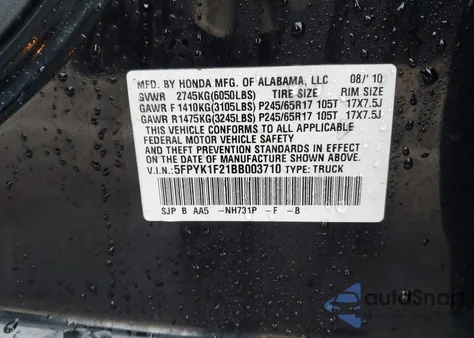 MFD. BY HONDA MFG. OF ALABAMA, LLC 08/'10
GVWR 2745KG(6050LBS) TIRE SIZE RIM SIZE
GAWR F 1410KG(3105LBS) P245/65R17 105T 17X7.5J
GAWR R1475KG(3245LBS) P245/65R17 105T 17X7.5J
THIS VEHICLE CONFORMS TO ALL APPLICABLE
FEDERAL MOTOR VEHICLE SAFETY
AND THEFT PREVENTION STANDARDS IN EFFECT
ON THE DATE OF MANUFACTURE SHOWN ABOVE.
V.I.N.: 5FPYK1F21BB003710 TYPE: TRUCK
SJP B AA5 -NH731P -F -B
autoSnap